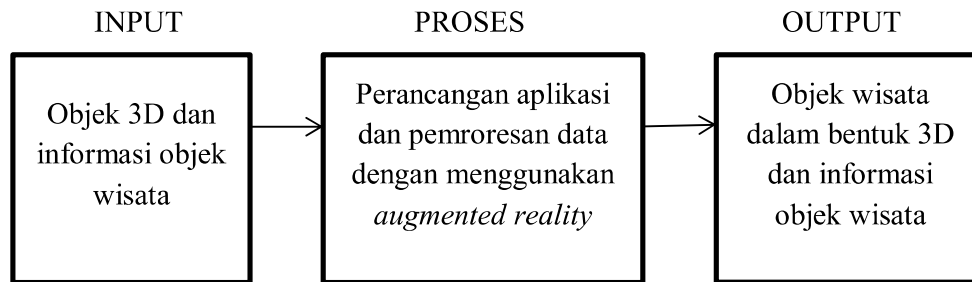 INPUT
PROSES
OUTPUT
Objek 3D dan
informasi objek
wisata
Perancangan aplikasi
dan pemroresan data
dengan menggunakan
augmented reality
Objek wisata
dalam bentuk 3D
dan informasi
objek wisata